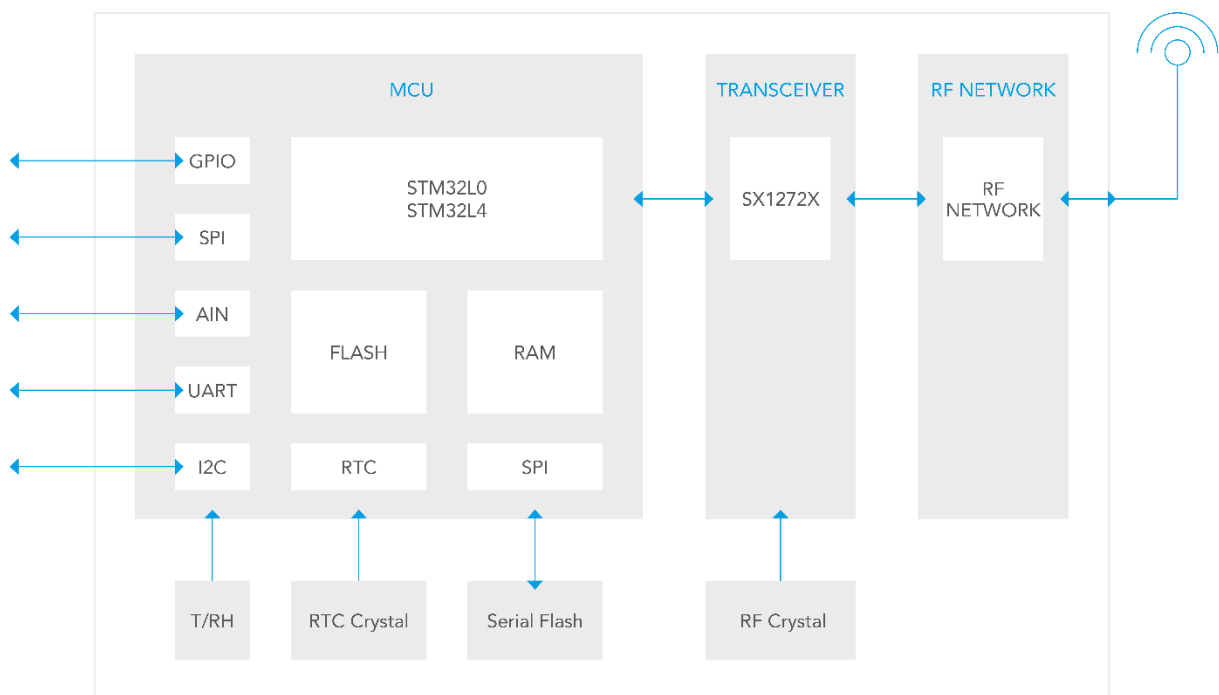 MCU
TRANSCEIVER
RF NETWORK
GPIO
STM32L0
STM32L4
SX1272X
RF
NETWORK
SPI
AIN
FLASH
RAM
UART
I2C
RTC
SPI
T/RH
RTC Crystal
Serial Flash
RF Crystal